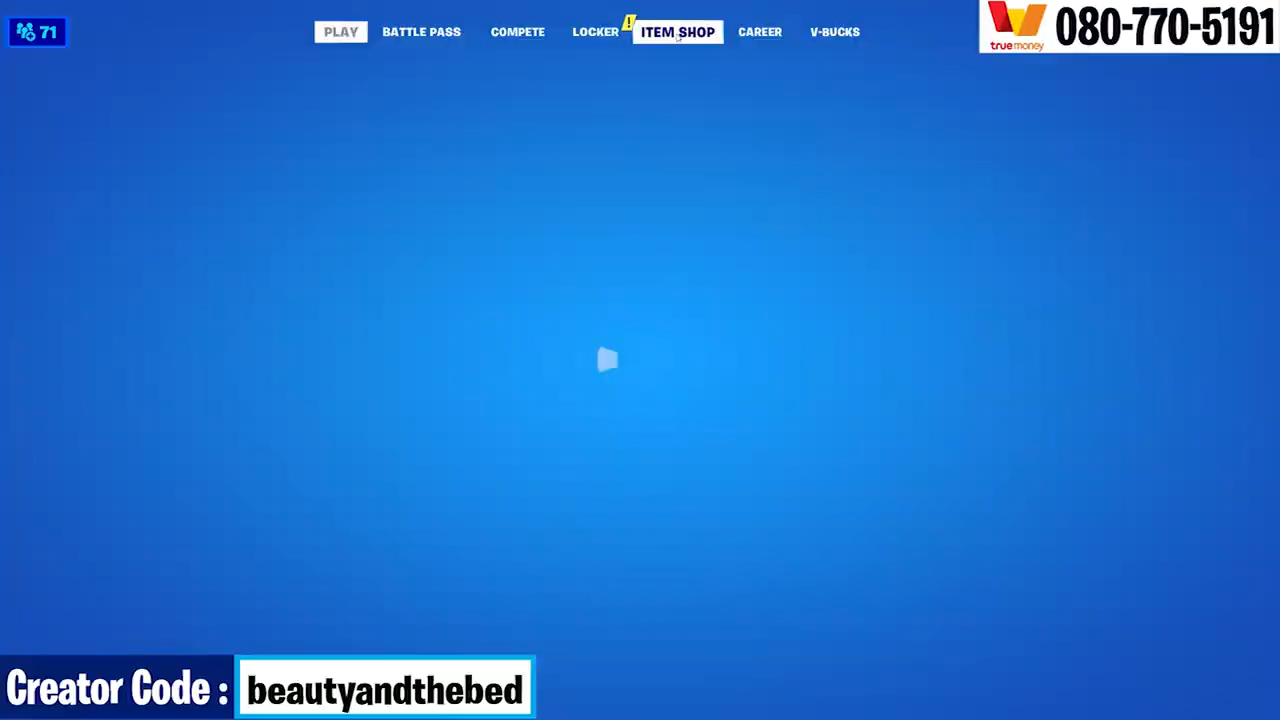 71
PLAY BATTLE PASS COMPETE LOCKER ! ITEM SHOP CAREER V-BUCKS
truemoney 080-770-5191
Creator Code : beautyandthebed